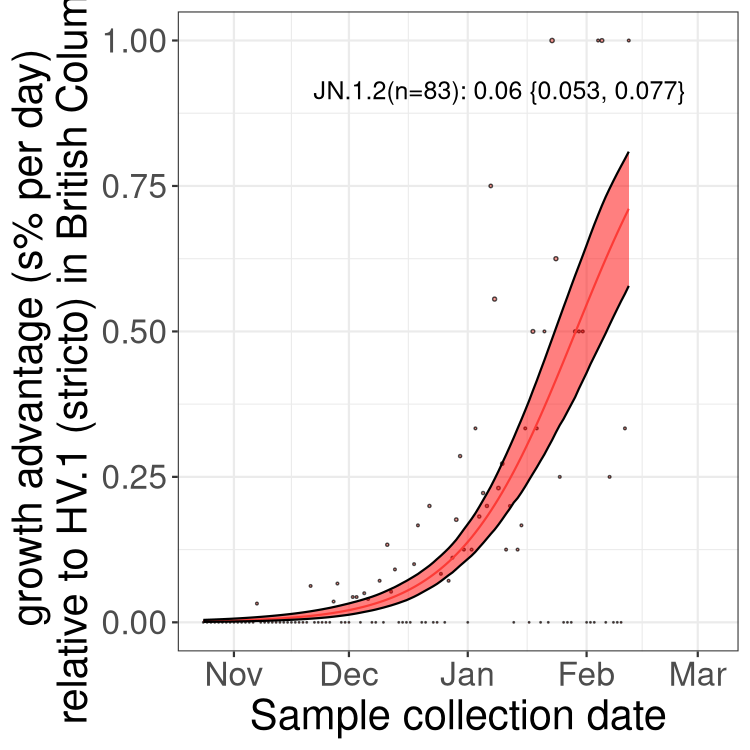 growth advantage (s% per day)
relative to HV.1 (stricto) in British Colum
1.00
0.75
0.50
0.25
0.00
JN.1.2(n=83): 0.06 {0.053, 0.077}
Nov Dec Jan Feb Mar
Sample collection date